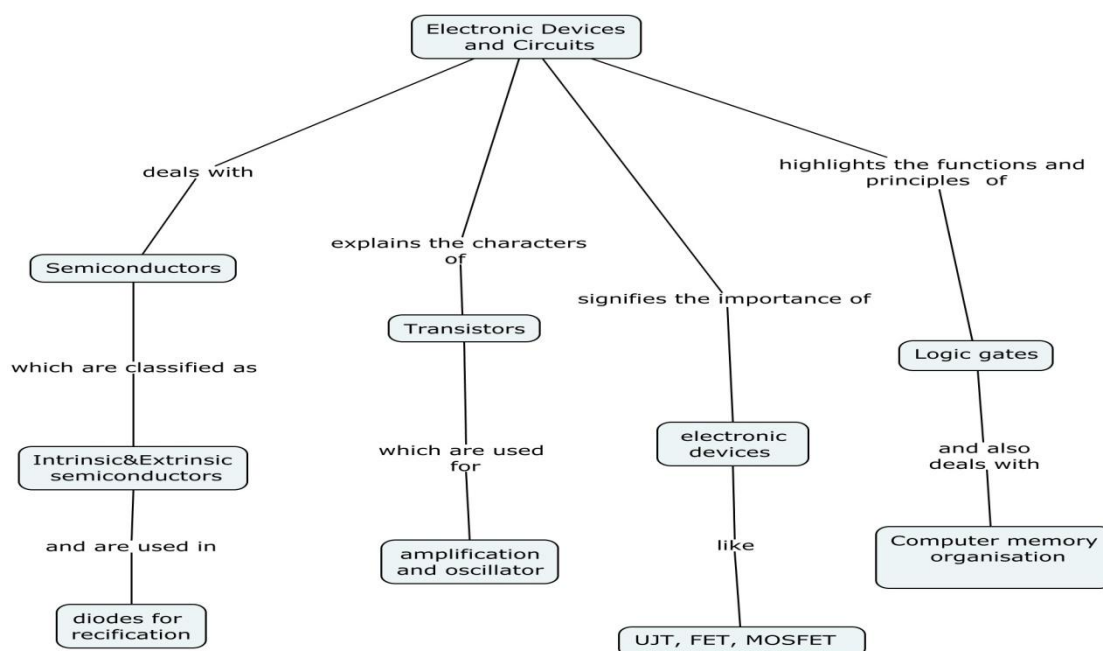 Electronic Devices
and Circuits
deals with
Semiconductors
which are classified as
Intrinsic&Extrinsic
semiconductors
and are used in
diodes for
recification
explains the characters
of
Transistors
which are used
for
amplification
and oscillator
signifies the importance of
electronic
devices
like
UJT, FET, MOSFET
highlights the functions and
principles of
Logic gates
and also
deals with
Computer memory
organisation